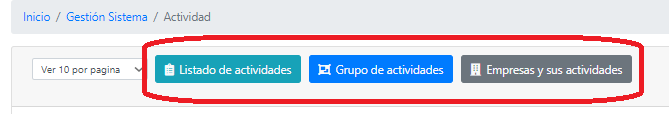 Inicio / Gestión Sistema / Actividad
Ver 10 por pagina Listado de actividades Grupo de actividades Empresas y sus actividades